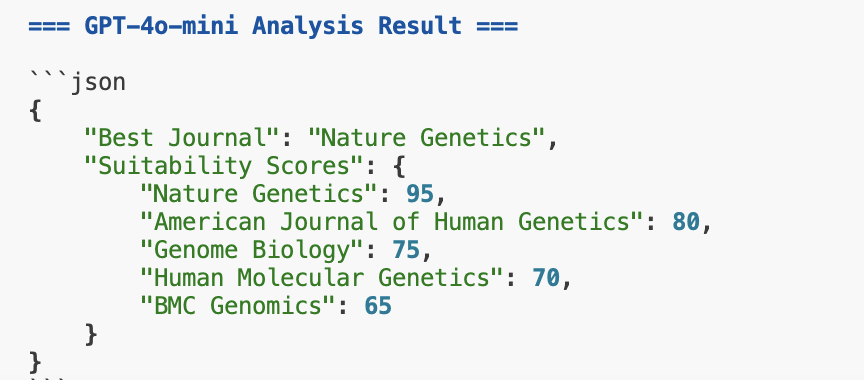 === GPT-4o-mini Analysis Result ===
```json
{
    "Best Journal": "Nature Genetics",
    "Suitability Scores": {
        "Nature Genetics": 95,
        "American Journal of Human Genetics": 80,
        "Genome Biology": 75,
        "Human Molecular Genetics": 70,
        "BMC Genomics": 65
    }
}
```